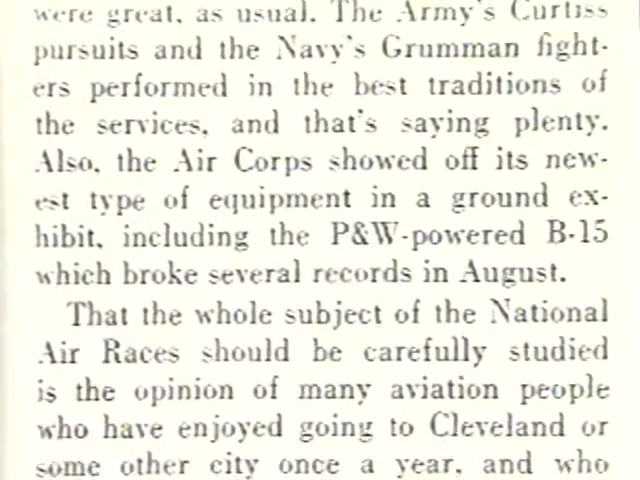 were great, as usual. The Army's Curtiss
pursuits and the Navy's Grumman fight-
ers performed in the best traditions of
the services, and that's saying plenty.
Also, the Air Corps showed off its new-
est type of equipment in a ground ex-
hibit, including the P&W-powered B-15
which broke several records in August.
That the whole subject of the National
Air Races should be carefully studied
is the opinion of many aviation people
who have enjoyed going to Cleveland or
some other city once a year, and who